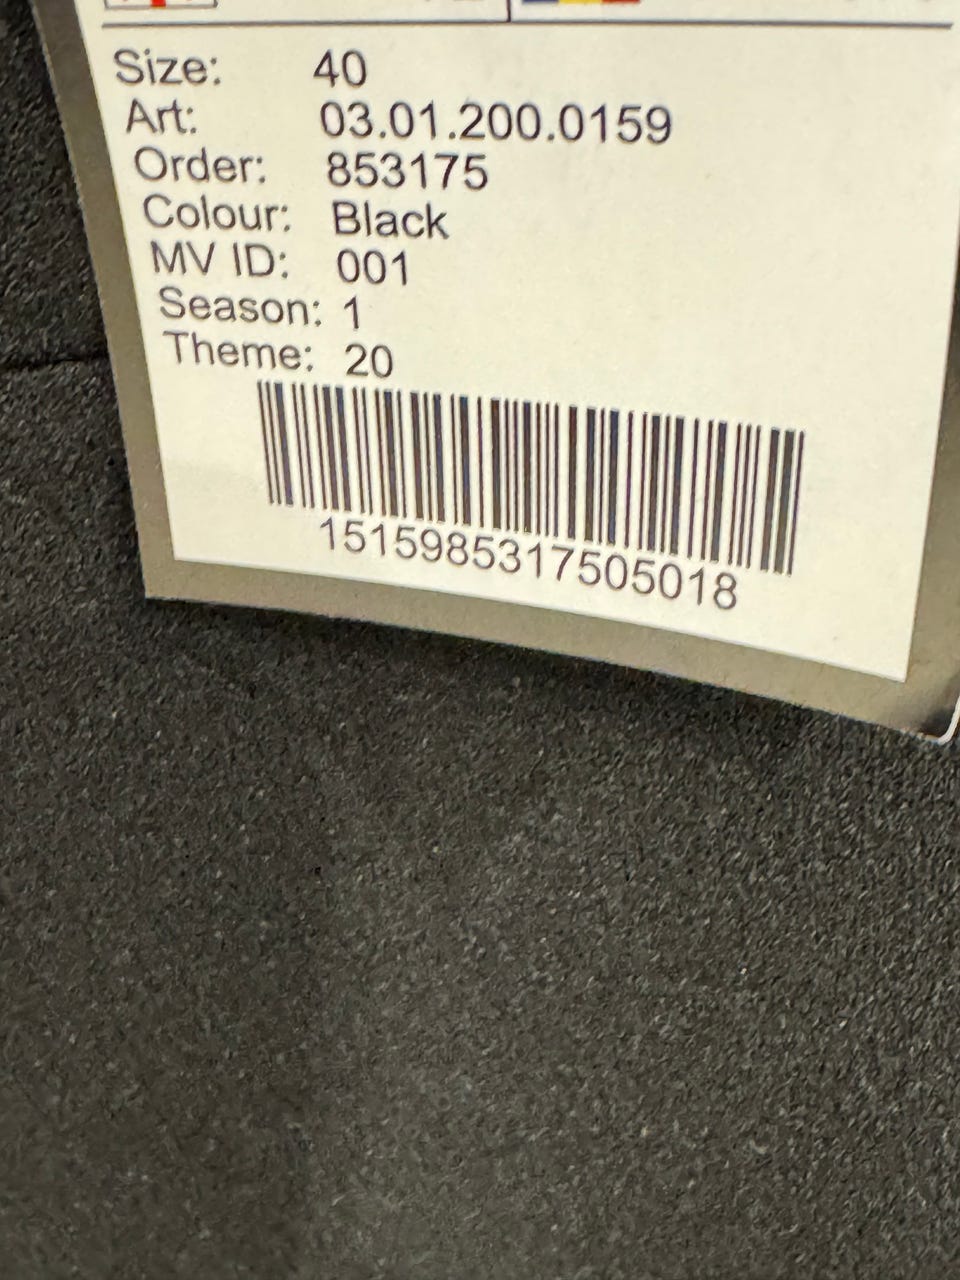 Size: 40
Art: 03.01.200.0159
Order: 853175
Colour: Black
MV ID: 001
Season: 1
Theme: 20
1515985317505018